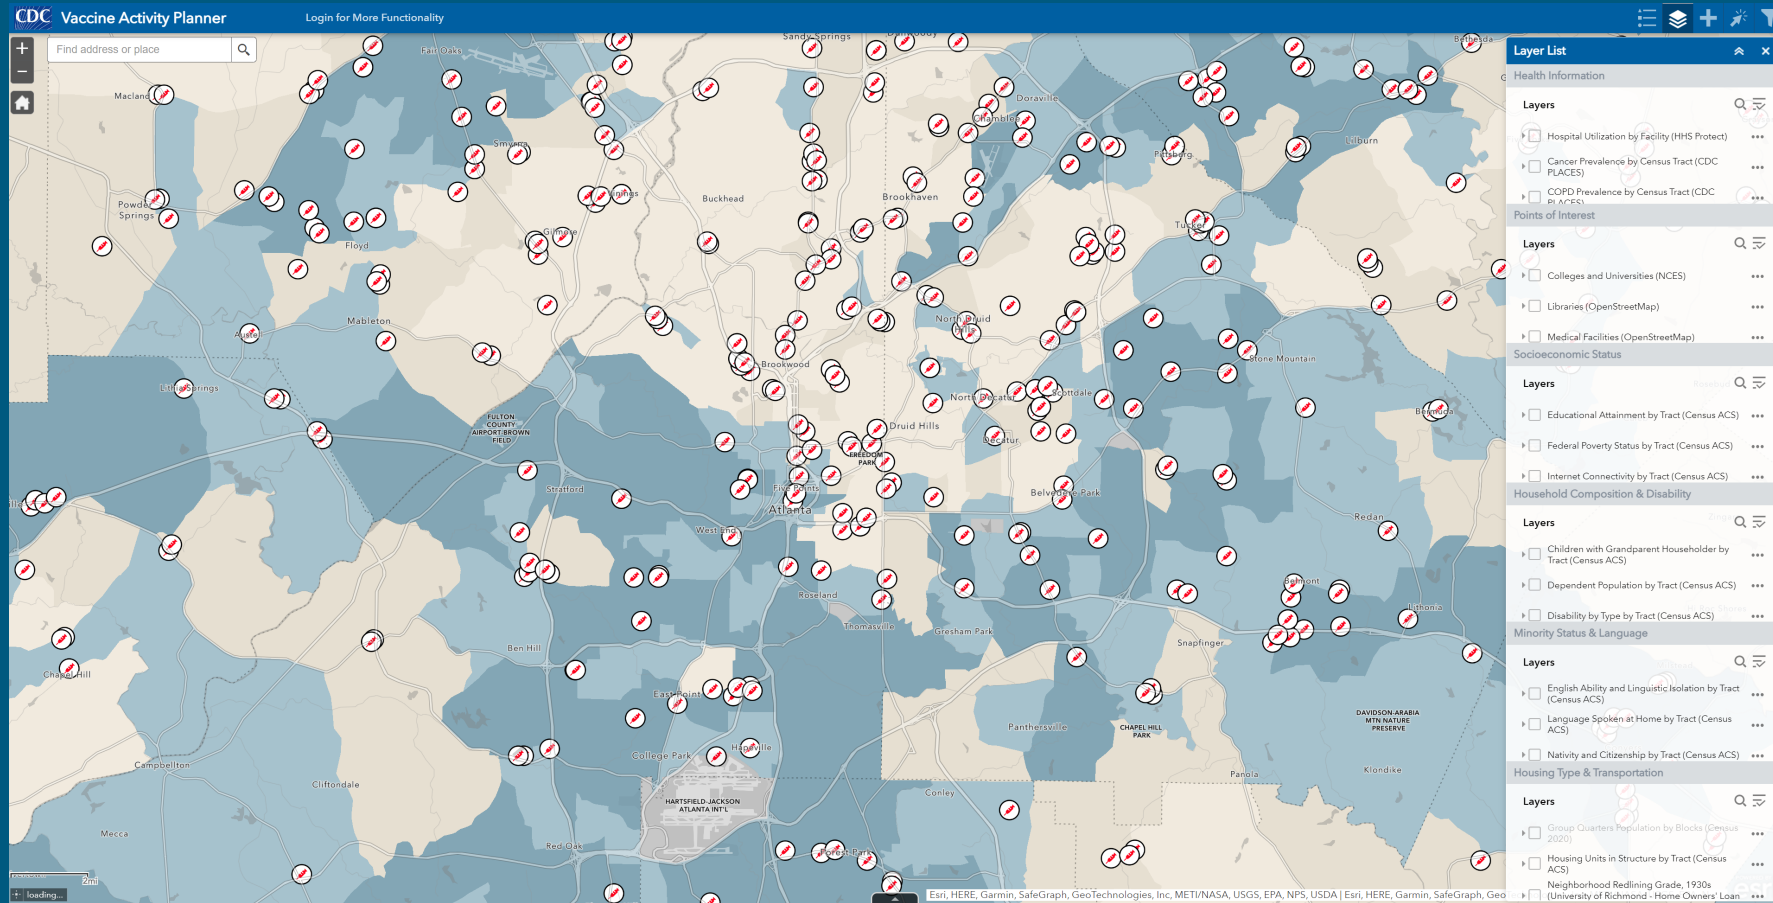 CDC Vaccine Activity Planner
Login for More Functionality
Find address or place
Layer List
Health Information
Layers
Hospital Utilization by Facility (HHS Protect)
Cancer Prevalence by Census Tract (CDC
PLACES)
COPD Prevalence by Census Tract (CDC
PLACES)
Points of Interest
Layers
Colleges and Universities (NCES)
Libraries (OpenStreetMap)
Medical Facilities (OpenStreetMap)
Socioeconomic Status
Layers
Educational Attainment by Tract (Census ACS)
Federal Poverty Status by Tract (Census ACS)
Internet Connectivity by Tract (Census ACS)
Household Composition & Disability
Layers
Children with Grandparent Householder by
Tract (Census ACS)
Dependent Population by Tract (Census ACS)
Disability by Type by Tract (Census ACS)
Minority Status & Language
Layers
English Ability and Linguistic Isolation by Tract
(Census ACS)
Language Spoken at Home by Tract (Census
ACS)
Nativity and Citizenship by Tract (Census ACS)
Housing Type & Transportation
Layers
Group Quarters Population by Blocks (Census
2020)
Housing Units in Structure by Tract (Census
ACS)
Neighborhood Redlining Grade, 1930s
(University of Richmond - Home Owners' Loan
Fair Oaks
Sandy Springs
Bethesda
Macland
Doraville
Chamblee
Smyrna
Pittsburg
Lilburn
Powder
Springs
Buckhead
Brookhaven
Tucker
Gilmore
Floyd
Mableton
North Druid
Hills
Brookwood
Stone Mountain
Lithia Springs
FULTON
COUNTY
AIRPORT-BROWN
FIELD
Scottdale
Druid Hills
Decatur
FREEDOM
PARK
Stratford
Five Points
Atlanta
Belvedere Park
West End
Redan
Belmont
Roseland
Lithonia
Thomasville
Gresham Park
Snapfinger
Ben Hill
Chapel Hill
East Point
Panthersville
CHAPEL HILL
PARK
DAVIDSON-ARABIA
MTN NATURE
PRESERVE
College Park
Hapeville
Campbellton
Cliftondale
Panola
Klondike
HARTSFIELD-JACKSON
ATLANTA INT'L
Conley
Mecca
Red Oak
Forest Park
2mi
loading...
Esri, HERE, Garmin, SafeGraph, GeoTechnologies, Inc, METI/NASA, USGS, EPA, NPS, USDA | Esri, HERE, Garmin, SafeGraph,